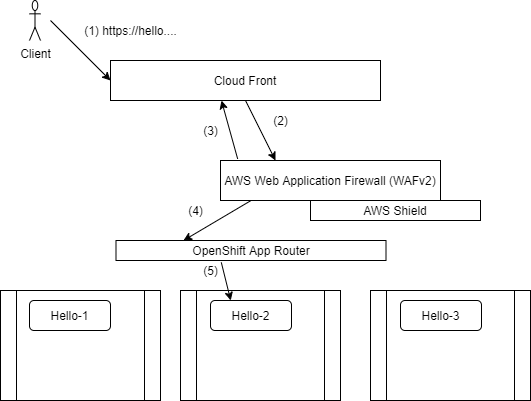 (1) https://hello....
Client
Cloud Front
(2)
(3)
AWS Web Application Firewall (WAFv2)
(4)
AWS Shield
OpenShift App Router
(5)
Hello-1
Hello-2
Hello-3